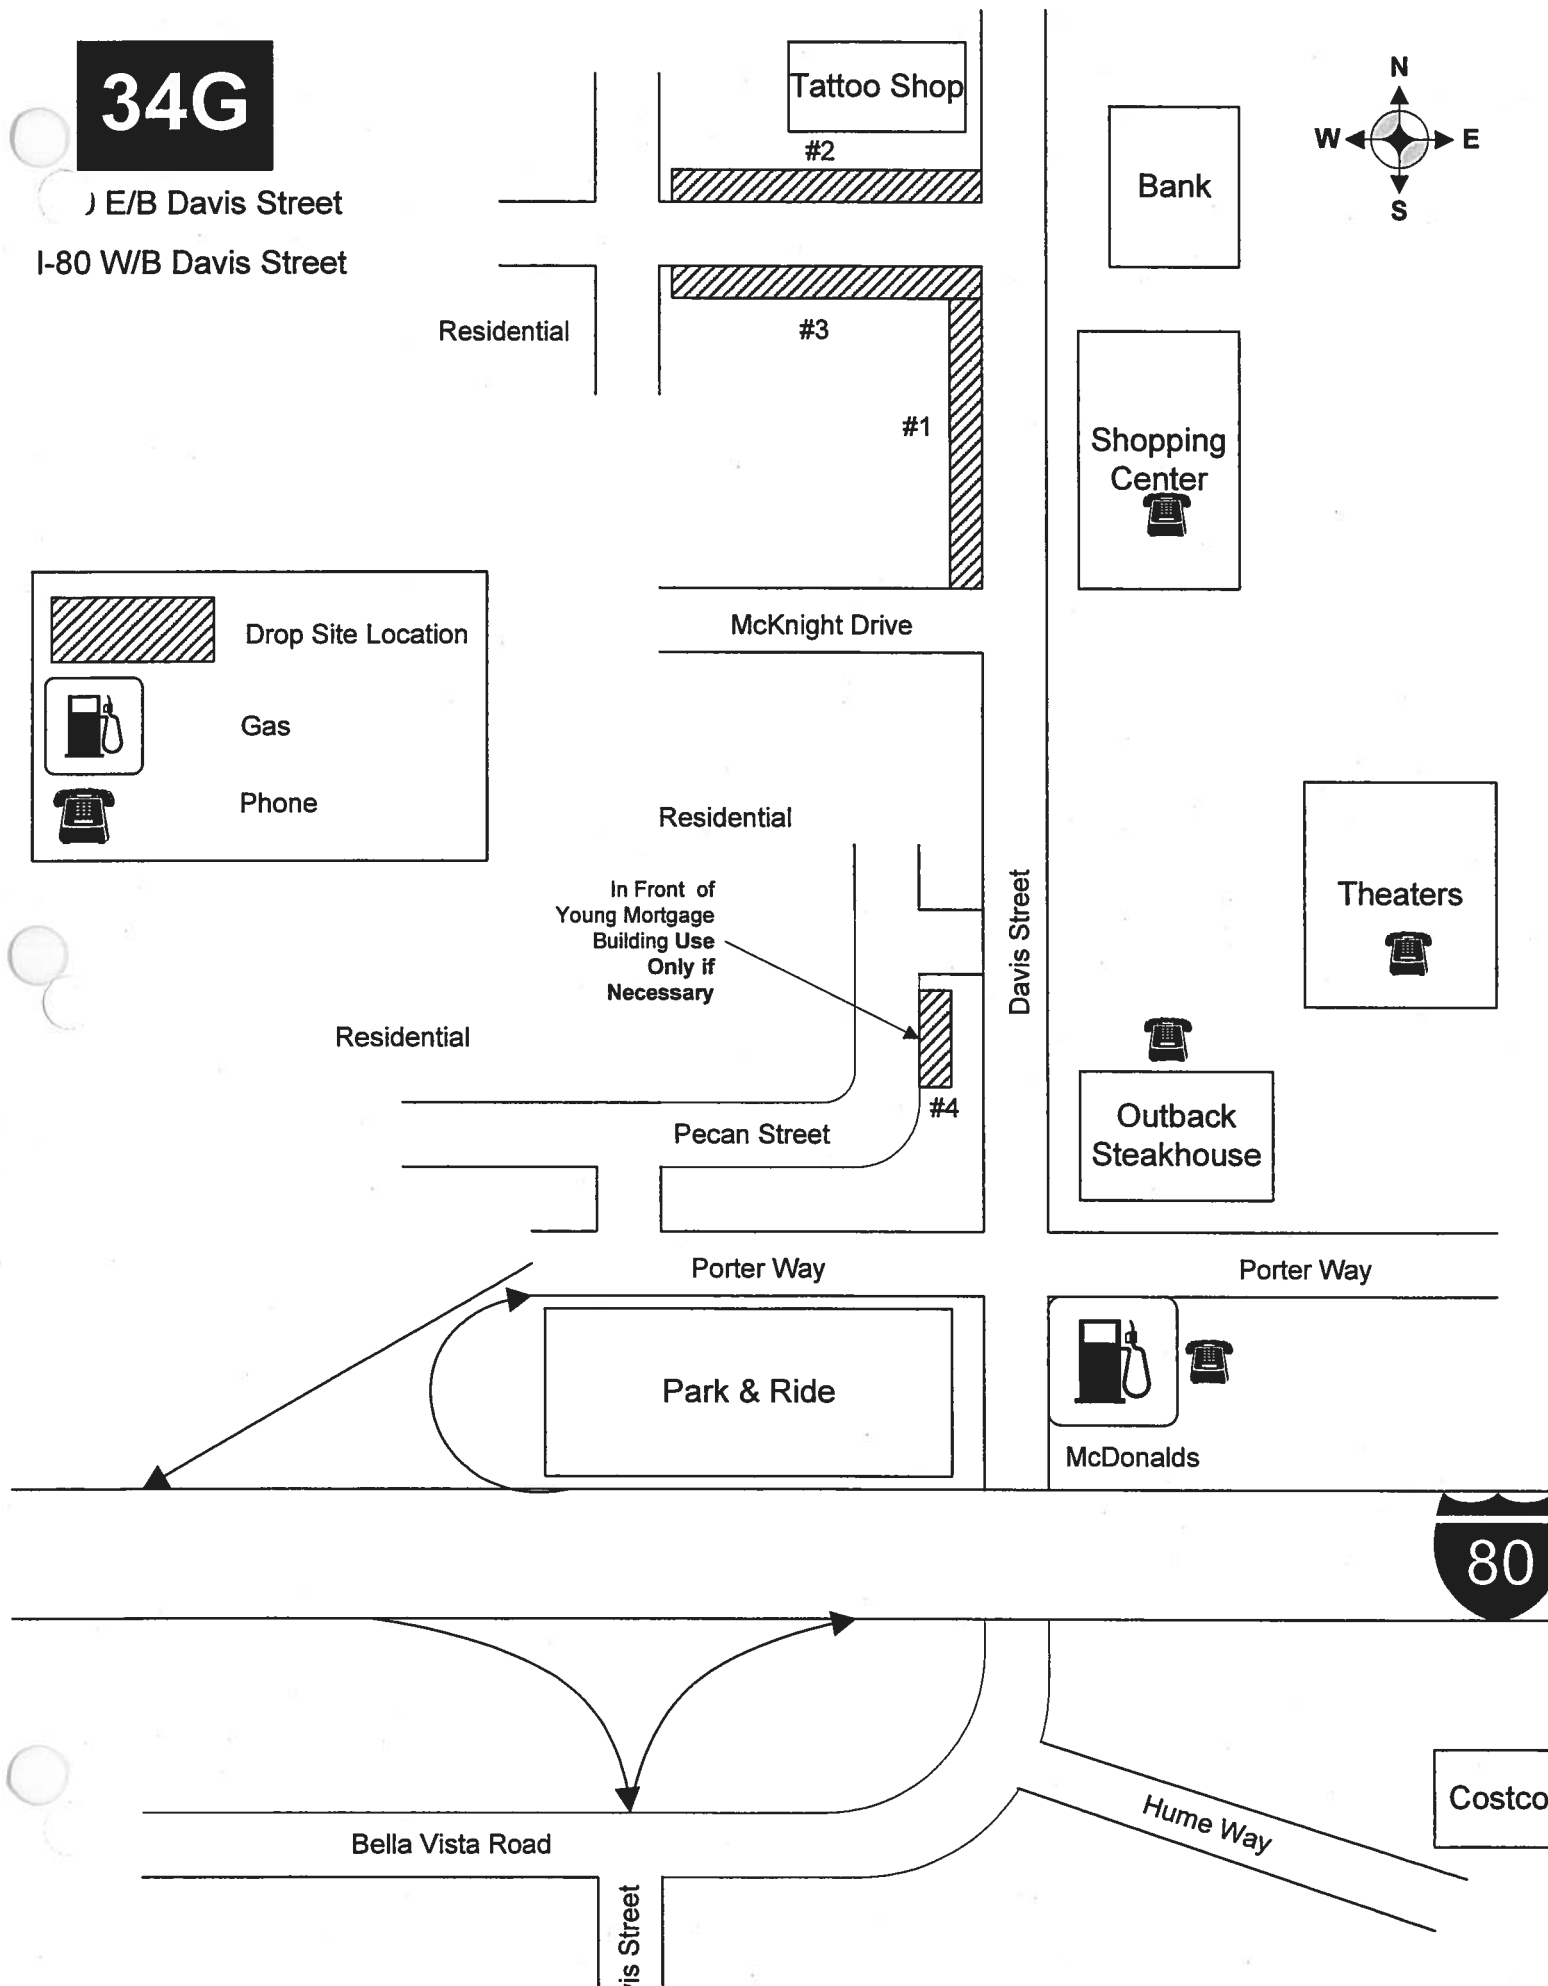 34G
E/B Davis Street
I-80 W/B Davis Street
Tattoo Shop
#2
Bank
N
W E
S
Residential
#3
#1
Shopping
Center
McKnight Drive
Drop Site Location
Gas
Phone
Residential
In Front of
Young Mortgage
Building Use
Only if
Necessary
Davis Street
Theaters
Residential
#4
Pecan Street
Outback
Steakhouse
Porter Way
Porter Way
Park & Ride
McDonalds
80
Costco
Hume Way
Bella Vista Road
Street